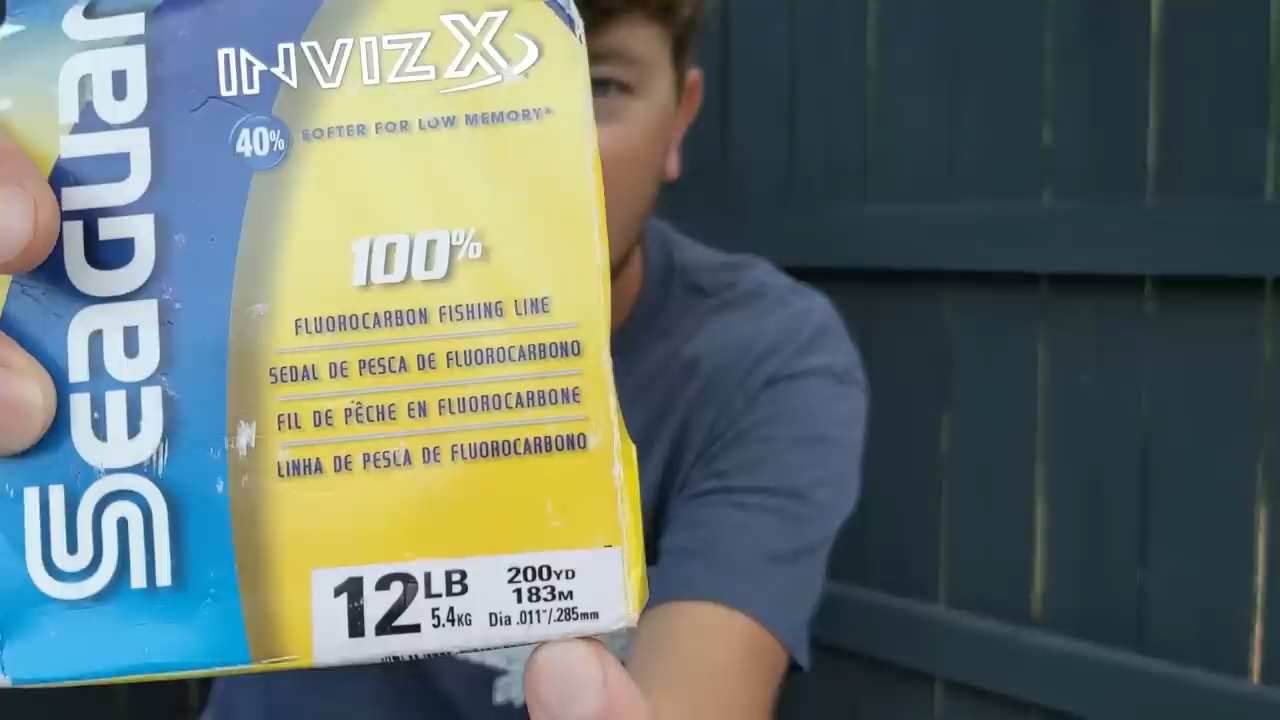 Seaguar
INVIZX
40% SOFTER FOR LOW MEMORY*
100%
FLUOROCARBON FISHING LINE
SEDAL DE PESCA DE FLUOROCARBONO
FIL DE PÊCHE EN FLUOROCARBONE
LINHA DE PESCA DE FLUOROCARBONO
12LB
5.4KG
200YD
183M
Dia .011"/.285mm